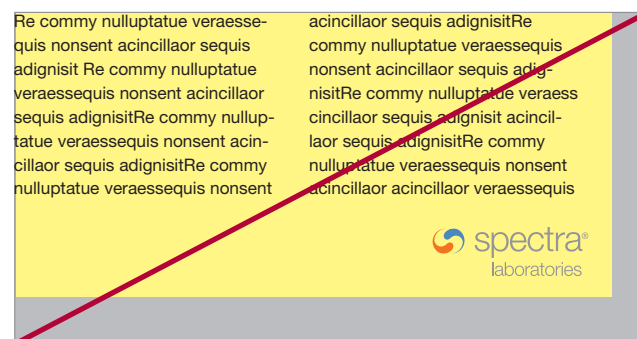 Re commy nulluptatue veraesse-
quis nonsent acincillaor sequis
adignisit Re commy nulluptatue
veraessequis nonsent acincillaor
sequis adignisitRe commy nullup-
tatue veraessequis nonsent acin-
cillaor sequis adignisitRe commy
nulluptatue veraessequis nonsent
acincillaor sequis adignisitRe
commy nulluptatue veraessequis
nonsent acincillaor sequis adig-
nisitRe commy nulluptatue veraess
cincillaor sequis adignisit acincil-
laor sequis adignisitRe commy
nulluptatue veraessequis nonsent
acincillaor acincillaor veraessequis
spectra®
laboratories